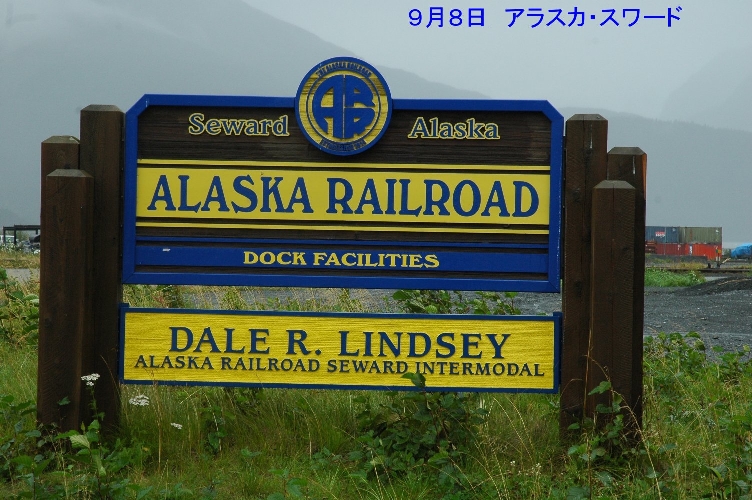 ９月８日　アラスカ・スワード
Seward Alaska
ALASKA RAILROAD
DOCK FACILITIES
DALE R. LINDSEY
ALASKA RAILROAD SEWARD INTERMODAL